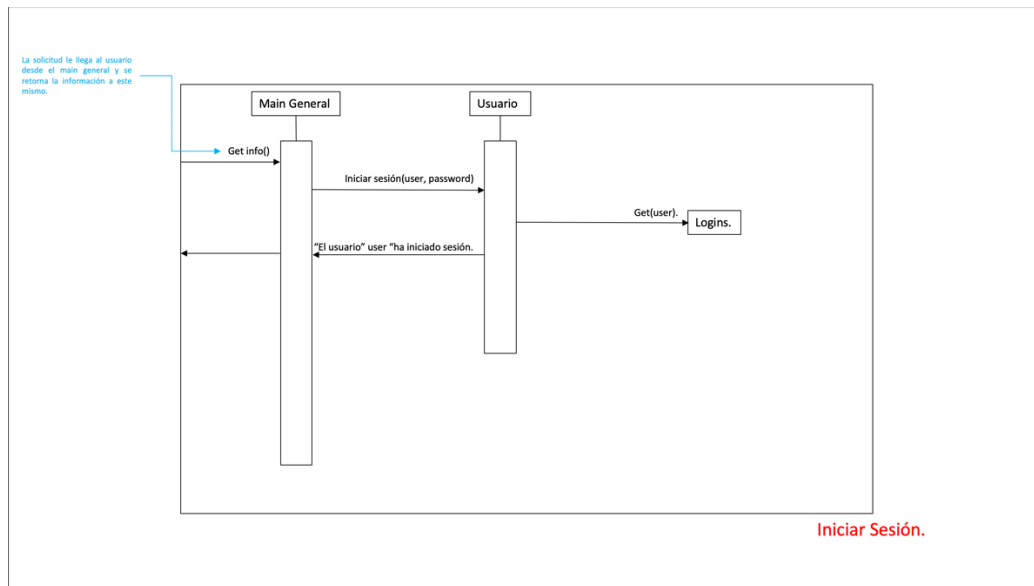 La solicitud le llega al usuario
desde el main general y se
retorna la información a este
mismo.
Main General
Usuario
Get info()
Iniciar sesión(user, password)
Get(user).
Logins.
“El usuario” user “ha iniciado sesión.
Iniciar Sesión.